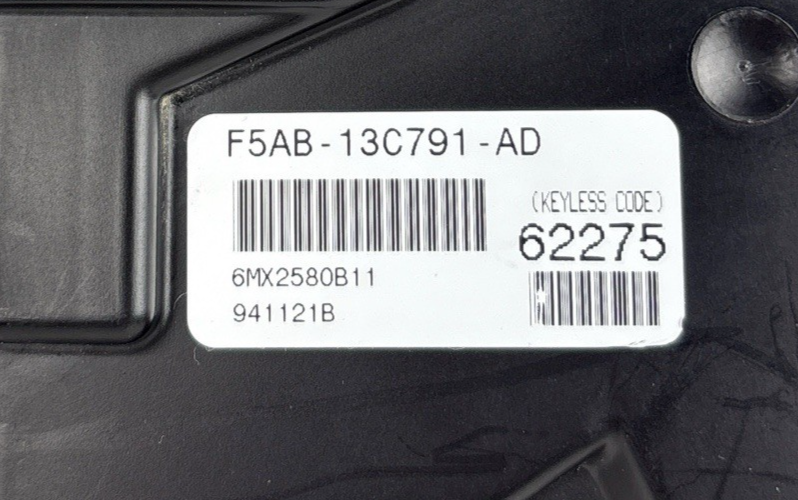 F5AB-13C791-AD
(KEYLESS CODE)
62275
6MX2580B11
941121B